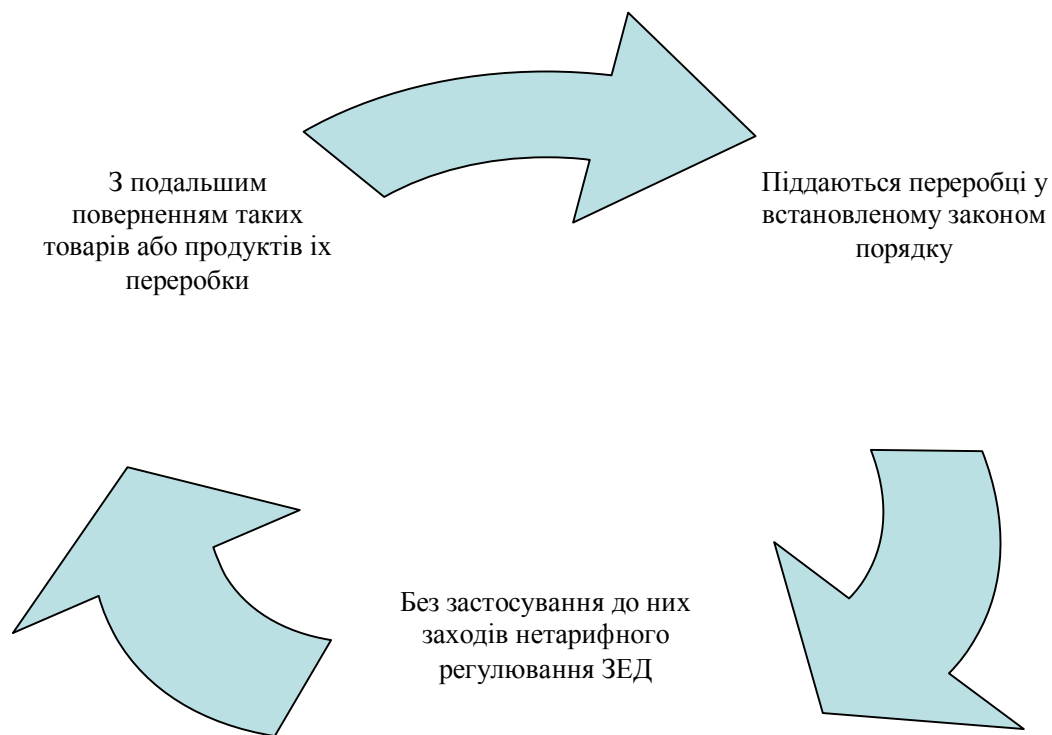 З подальшим
поверненням таких
товарів або продуктів їх
переробки
Піддаються переробці у
встановленому законом
порядку
Без застосування до них
заходів нетарифного
регулювання ЗЕД